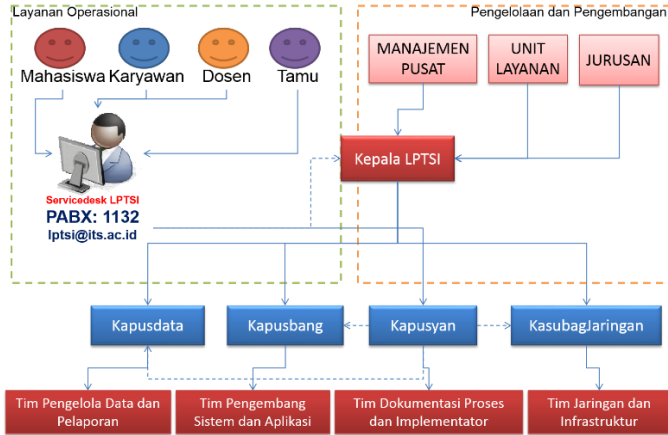 Layanan Operasional
Pengelolaan dan Pengembangan
Mahasiswa
Karyawan
Dosen
Tamu
MANAJEMEN
PUSAT
UNIT
LAYANAN
JURUSAN
Servicedesk LPTSI
PABX: 1132
lptsi@its.ac.id
Kepala LPTSI
Kapusdata
Kapusbang
Kapusyan
KasubagJaringan
Tim Pengelola Data dan
Pelaporan
Tim Pengembang
Sistem dan Aplikasi
Tim Dokumentasi Proses
dan Implementator
Tim Jaringan dan
Infrastruktur